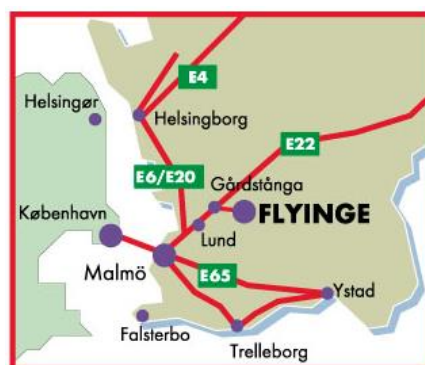 E4
Helsingør
Helsingborg
E22
E6/E20
Gårdstånga
København
FLYINGE
Lund
Malmö
E65
Ystad
Falsterbo
Trelleborg